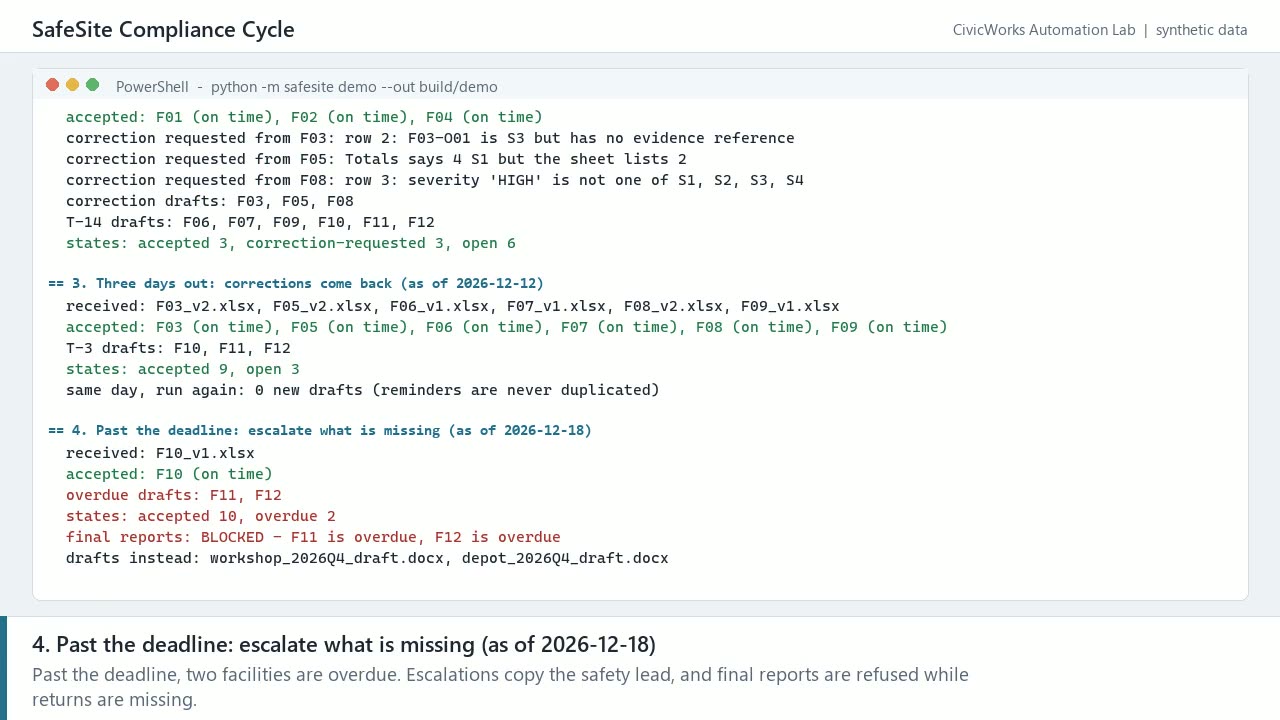 SafeSite Compliance Cycle
CivicWorks Automation Lab | synthetic data
PowerShell - python -m safesite demo --out build/demo
accepted: F01 (on time), F02 (on time), F04 (on time)
correction requested from F03: row 2: F03-O01 is S3 but has no evidence reference
correction requested from F05: Totals says 4 S1 but the sheet lists 2
correction requested from F08: row 3: severity 'HIGH' is not one of S1, S2, S3, S4
correction drafts: F03, F05, F08
T-14 drafts: F06, F07, F09, F10, F11, F12
states: accepted 3, correction-requested 3, open 6
== 3. Three days out: corrections come back (as of 2026-12-12)
received: F03_v2.xlsx, F05_v2.xlsx, F06_v1.xlsx, F07_v1.xlsx, F08_v2.xlsx, F09_v1.xlsx
accepted: F03 (on time), F05 (on time), F06 (on time), F07 (on time), F08 (on time), F09 (on time)
T-3 drafts: F10, F11, F12
states: accepted 9, open 3
same day, run again: 0 new drafts (reminders are never duplicated)
== 4. Past the deadline: escalate what is missing (as of 2026-12-18)
received: F10_v1.xlsx
accepted: F10 (on time)
overdue drafts: F11, F12
states: accepted 10, overdue 2
final reports: BLOCKED - F11 is overdue, F12 is overdue
drafts instead: workshop_2026Q4_draft.docx, depot_2026Q4_draft.docx
4. Past the deadline: escalate what is missing (as of 2026-12-18)
Past the deadline, two facilities are overdue. Escalations copy the safety lead, and final reports are refused while
returns are missing.